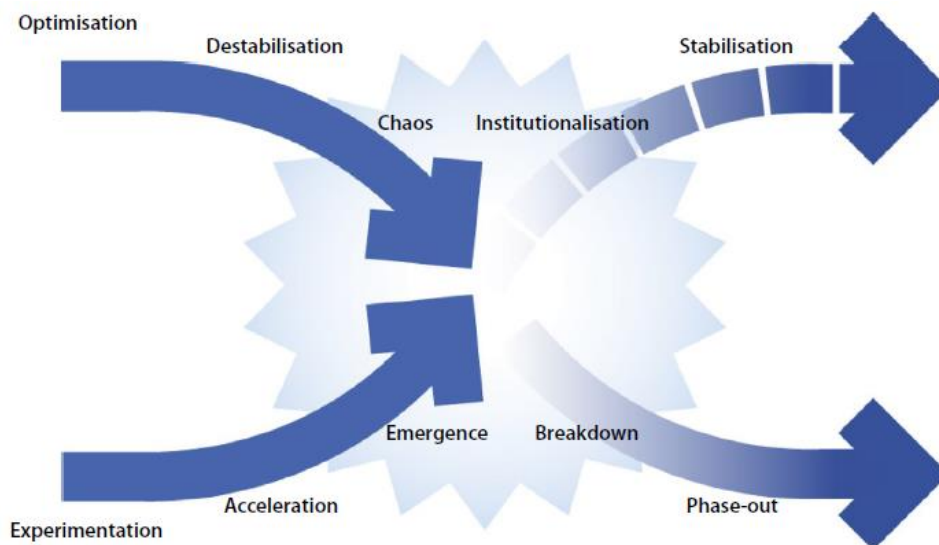 Optimisation
Destabilisation
Stabilisation
Chaos
Institutionalisation
Emergence
Breakdown
Acceleration
Phase-out
Experimentation